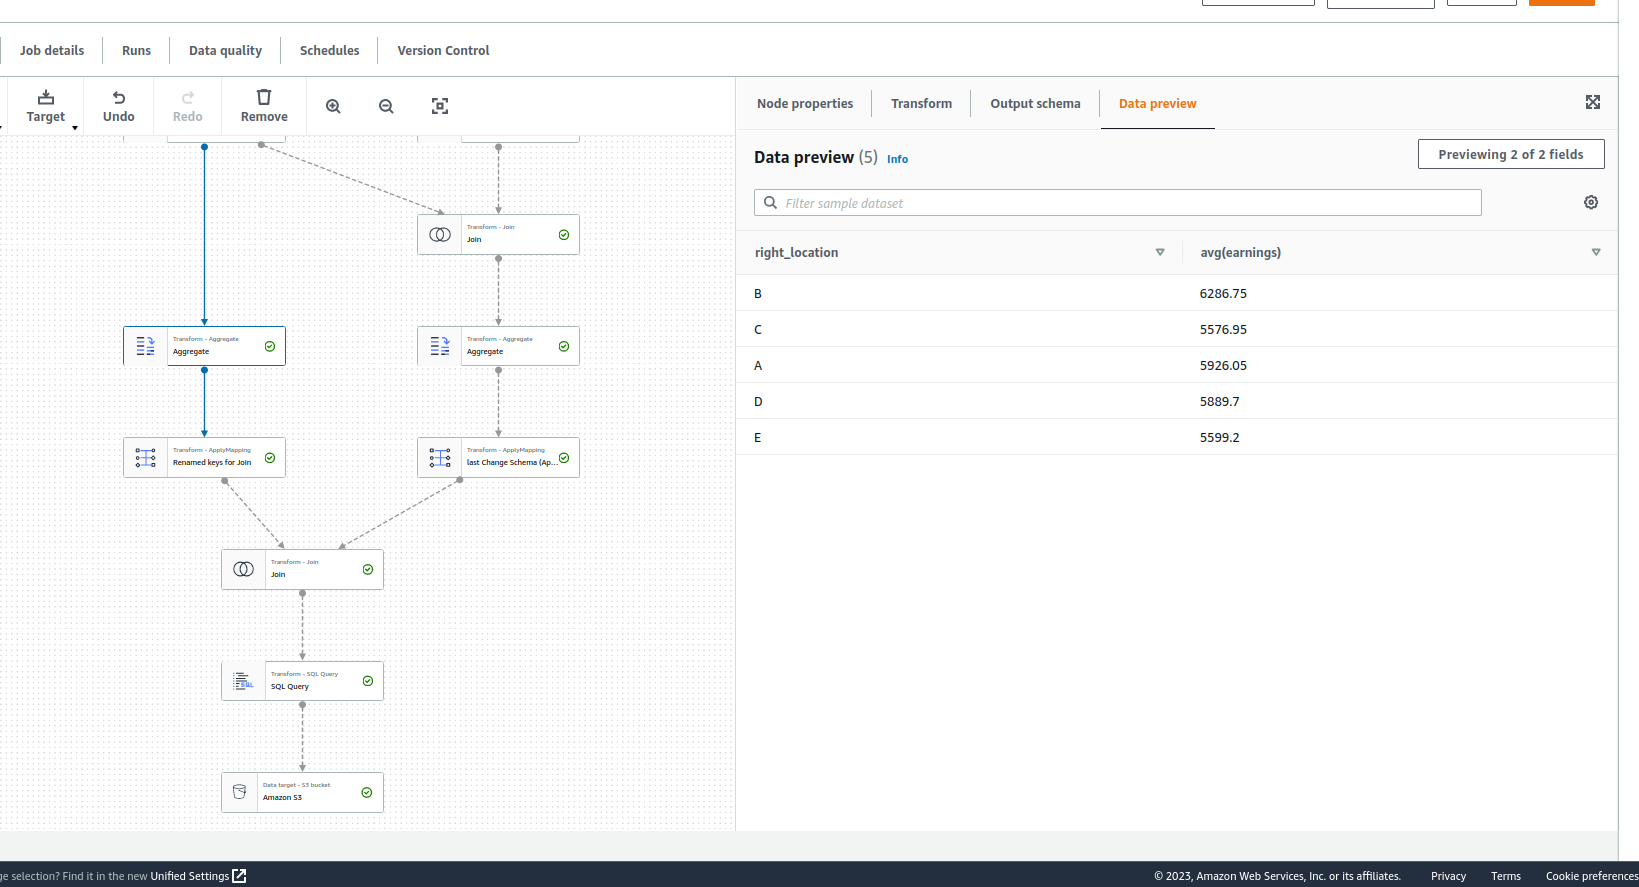 Job details
Runs
Data quality
Schedules
Version Control
Target
Undo
Redo
Remove
Node properties
Transform
Output schema
Data preview
Data preview (5) Info
Previewing 2 of 2 fields
Filter sample dataset
right_location avg(earnings)
B 6286.75
C 5576.95
A 5926.05
D 5889.7
E 5599.2
Transform - Join
Join
Transform - Aggregate
Aggregate
Transform - Aggregate
Aggregate
Transform - ApplyMapping
Renamed keys for Join
Transform - ApplyMapping
last Change Schema (Ap...
Transform - Join
Join
Transform - SQL Query
SQL Query
SQL
Data target - S3 bucket
Amazon S3
ge selection? Find it in the new Unified Settings
© 2023, Amazon Web Services, Inc. or its affiliates.
Privacy
Terms
Cookie preferences